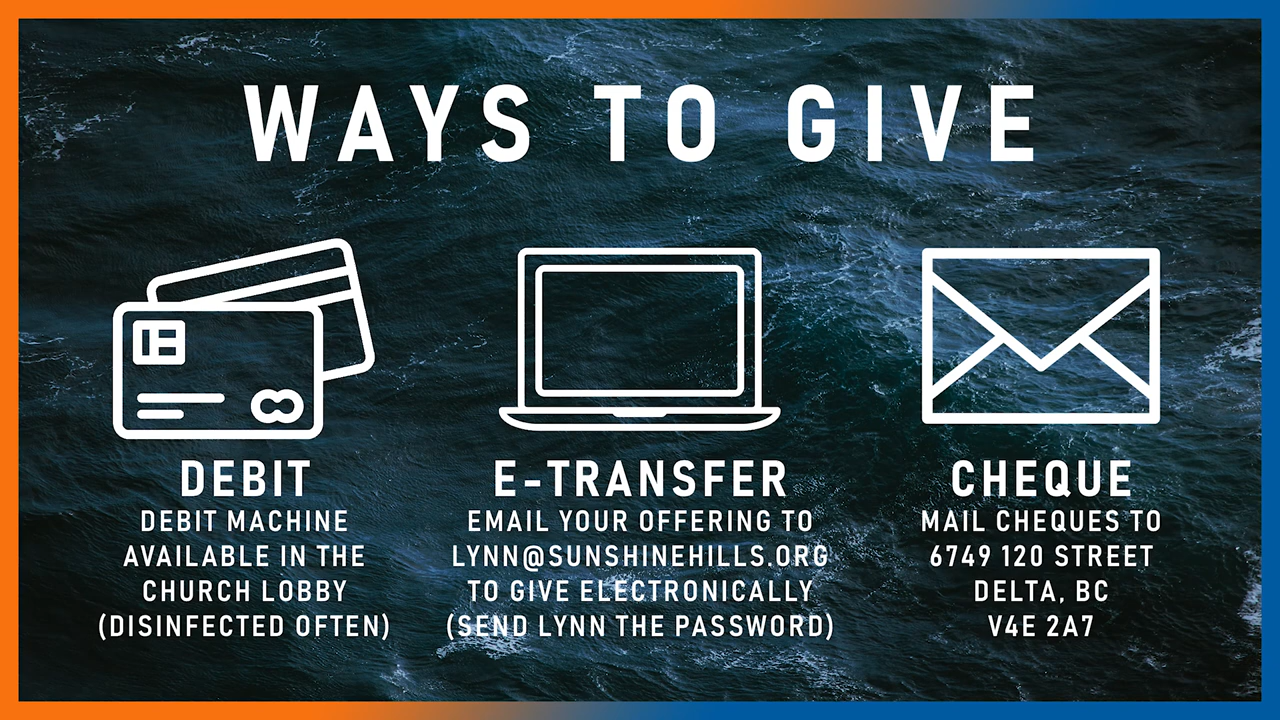 WAYS TO GIVE
DEBIT
DEBIT MACHINE
AVAILABLE IN THE
CHURCH LOBBY
(DISINFECTED OFTEN)
E-TRANSFER
EMAIL YOUR OFFERING TO
LYNN@SUNSHINEHILLS.ORG
TO GIVE ELECTRONICALLY
(SEND LYNN THE PASSWORD)
CHEQUE
MAIL CHEQUES TO
6749 120 STREET
DELTA, BC
V4E 2A7